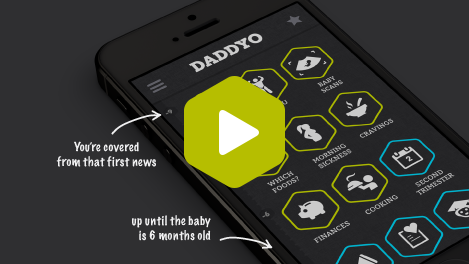 DADDYO
BABY
SCANS
CRAVINGS
You're covered
from that first news
MORNING
SICKNESS
WHICH
FOODS?
2
SECOND
TRIMESTER
COOKING
FINANCES
up until the baby
is 6 months old